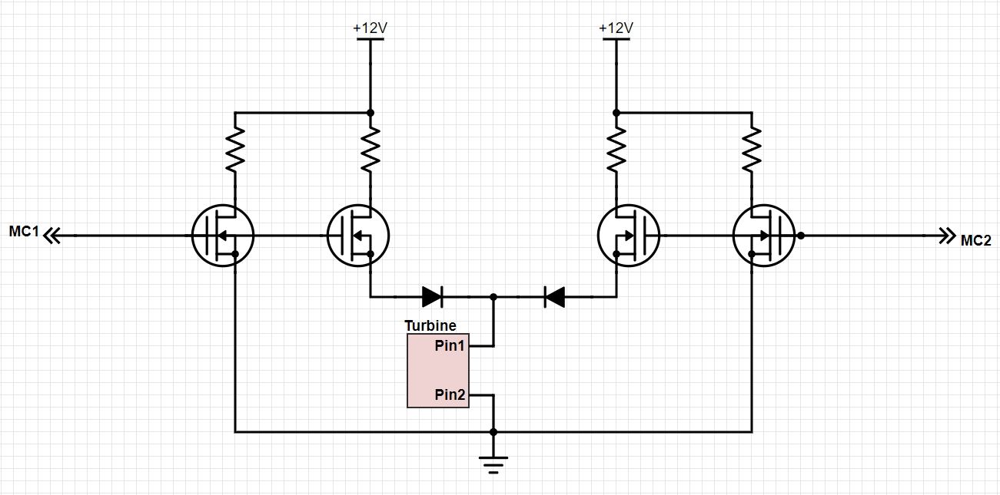 +12V
+12V
MC1
MC2
Turbine
Pin1
Pin2